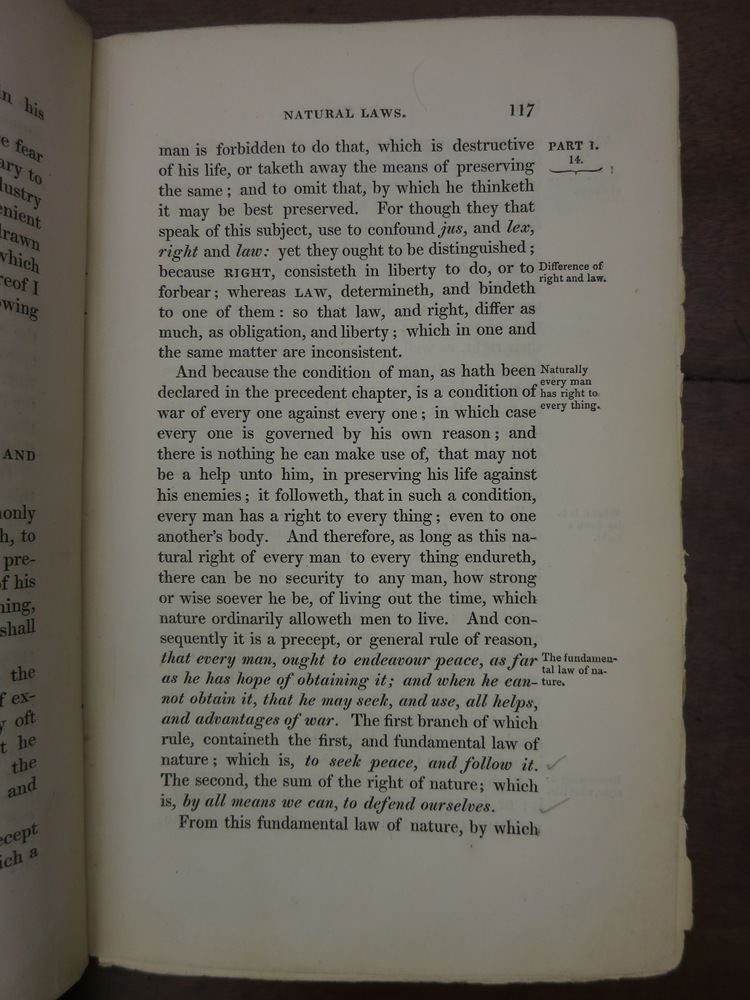 NATURAL LAWS. 117
man is forbidden to do that, which is destructive
of his life, or taketh away the means of preserving
the same; and to omit that, by which he thinketh
it may be best preserved. For though they that
speak of this subject, use to confound jus, and lex,
right and law: yet they ought to be distinguished;
because RIGHT, consisteth in liberty to do, or to
forbear; whereas LAW, determineth, and bindeth
to one of them: so that law, and right, differ as
much, as obligation, and liberty; which in one and
the same matter are inconsistent.
And because the condition of man, as hath been
declared in the precedent chapter, is a condition of
war of every one against every one; in which case
every one is governed by his own reason; and
there is nothing he can make use of, that may not
be a help unto him, in preserving his life against
his enemies; it followeth, that in such a condition,
every man has a right to every thing; even to one
another's body. And therefore, as long as this na-
tural right of every man to every thing endureth,
there can be no security to any man, how strong
or wise soever he be, of living out the time, which
nature ordinarily alloweth men to live. And con-
sequently it is a precept, or general rule of reason,
that every man, ought to endeavour peace, as far
as he has hope of obtaining it; and when he can-
not obtain it, that he may seek, and use, all helps,
and advantages of war. The first branch of which
rule, containeth the first, and fundamental law of
nature; which is, to seek peace, and follow it.
The second, the sum of the right of nature; which
is, by all means we can, to defend ourselves.
From this fundamental law of nature, by which
PART I.
14.
Difference of
right and law.
Naturally
every man
has right to
every thing.
The fundamen-
tal law of na-
ture.
in his
e fear
ary to
dustry
enient
drawn
which
reof I
wing
AND
only
h, to
pre-
f his
ning,
shall
the
f ex-
y oft
t he
the
and
ecept
ich a